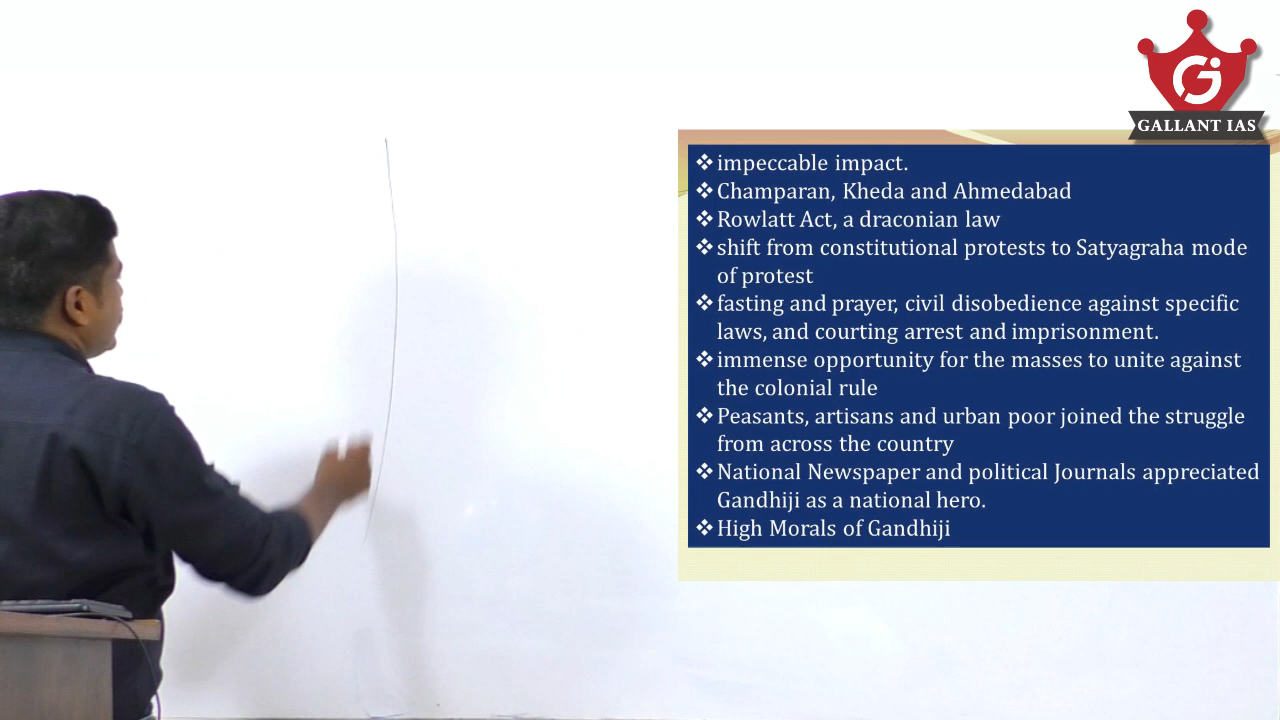 GALLANT IAS
❖impeccable impact.
❖Champaran, Kheda and Ahmedabad
❖Rowlatt Act, a draconian law
❖shift from constitutional protests to Satyagraha mode
of protest
❖fasting and prayer, civil disobedience against specific
laws, and courting arrest and imprisonment.
❖immense opportunity for the masses to unite against
the colonial rule
❖Peasants, artisans and urban poor joined the struggle
from across the country
❖National Newspaper and political Journals appreciated
Gandhiji as a national hero.
❖High Morals of Gandhiji